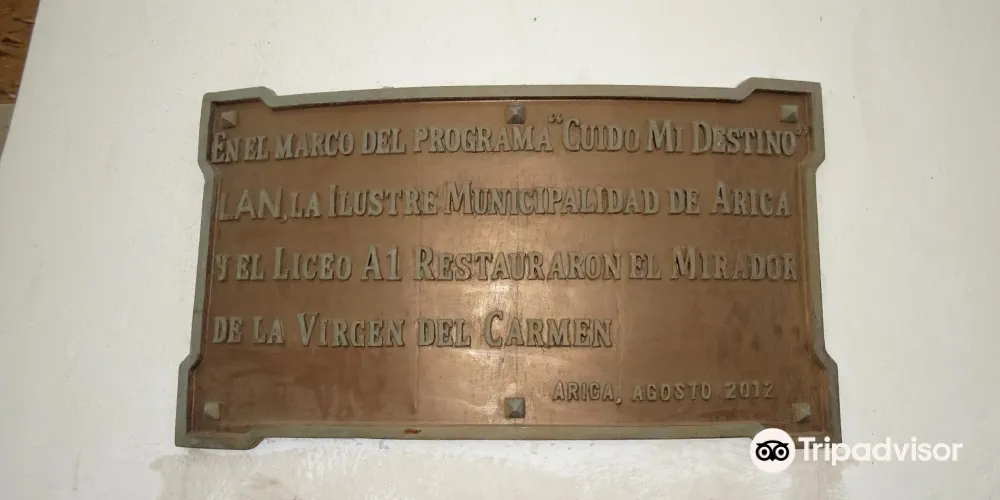 EN EL MARCO DEL PROGRAMA "CUIDO MI DESTINO"
LAN, LA ILUSTRE MUNICIPALIDAD DE ARICA
Y EL LICEO A1 RESTAURARON EL MIRADOR
DE LA VIRGEN DEL CARMEN
ARICA, AGOSTO 2012
Tripadvisor